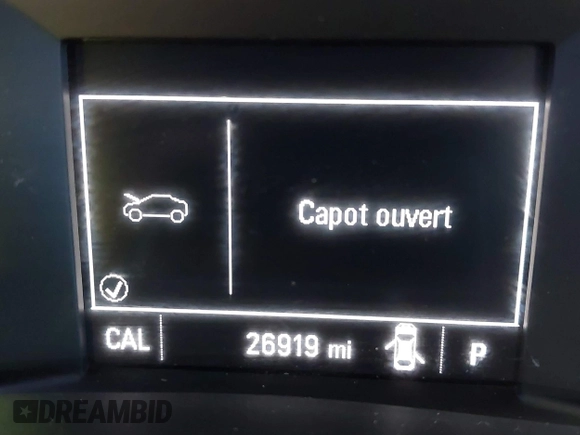 Capot ouvert
CAL 26919 mi P
DREAMBID